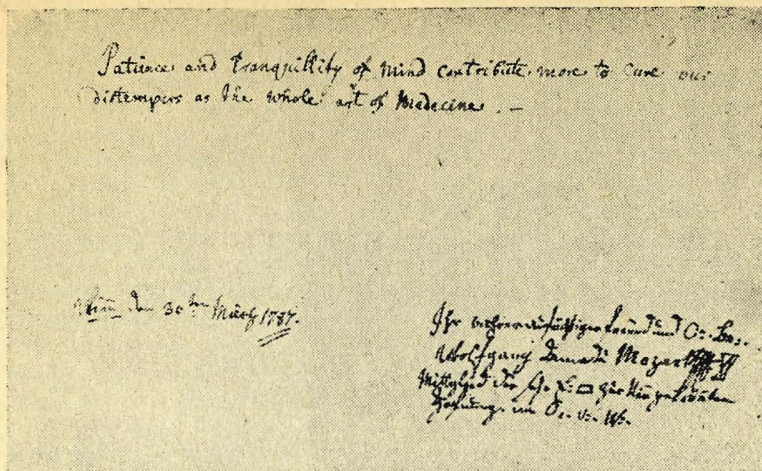 Patience and tranquillity of mind contribute more to cure our
distempers as the whole art of Medecine. —
Wien den 30ten März 1787.
Ihr wahrer aufrichtiger freund und O:. Br:.
Wolfgang Amadè Mozart
Mitglied der zur Neugekrönten
Hofnung im O:. v:. W:.